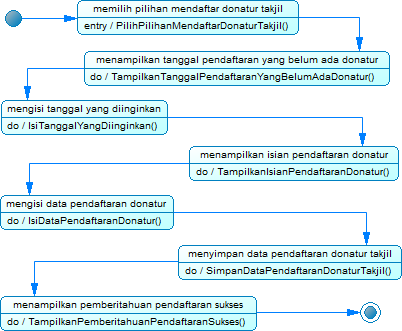 memilih pilihan mendaftar donatur takjil
entry / PilihPilihanMendaftarDonaturTakjil()
menampilkan tanggal pendaftaran yang belum ada donatur
do / TampilkanTanggalPendaftaranYangBelumAdaDonatur()
mengisi tanggal yang diinginkan
do / IsiTanggalYangDiinginkan()
menampilkan isian pendaftaran donatur
do / TampilkanIsianPendaftaranDonatur()
mengisi data pendaftaran donatur
do / IsiDataPendaftaranDonatur()
menyimpan data pendaftaran donatur takjil
do / SimpanDataPendaftaranDonaturTakjil()
menampilkan pemberitahuan pendaftaran sukses
do / TampilkanPemberitahuanPendaftaranSukses()